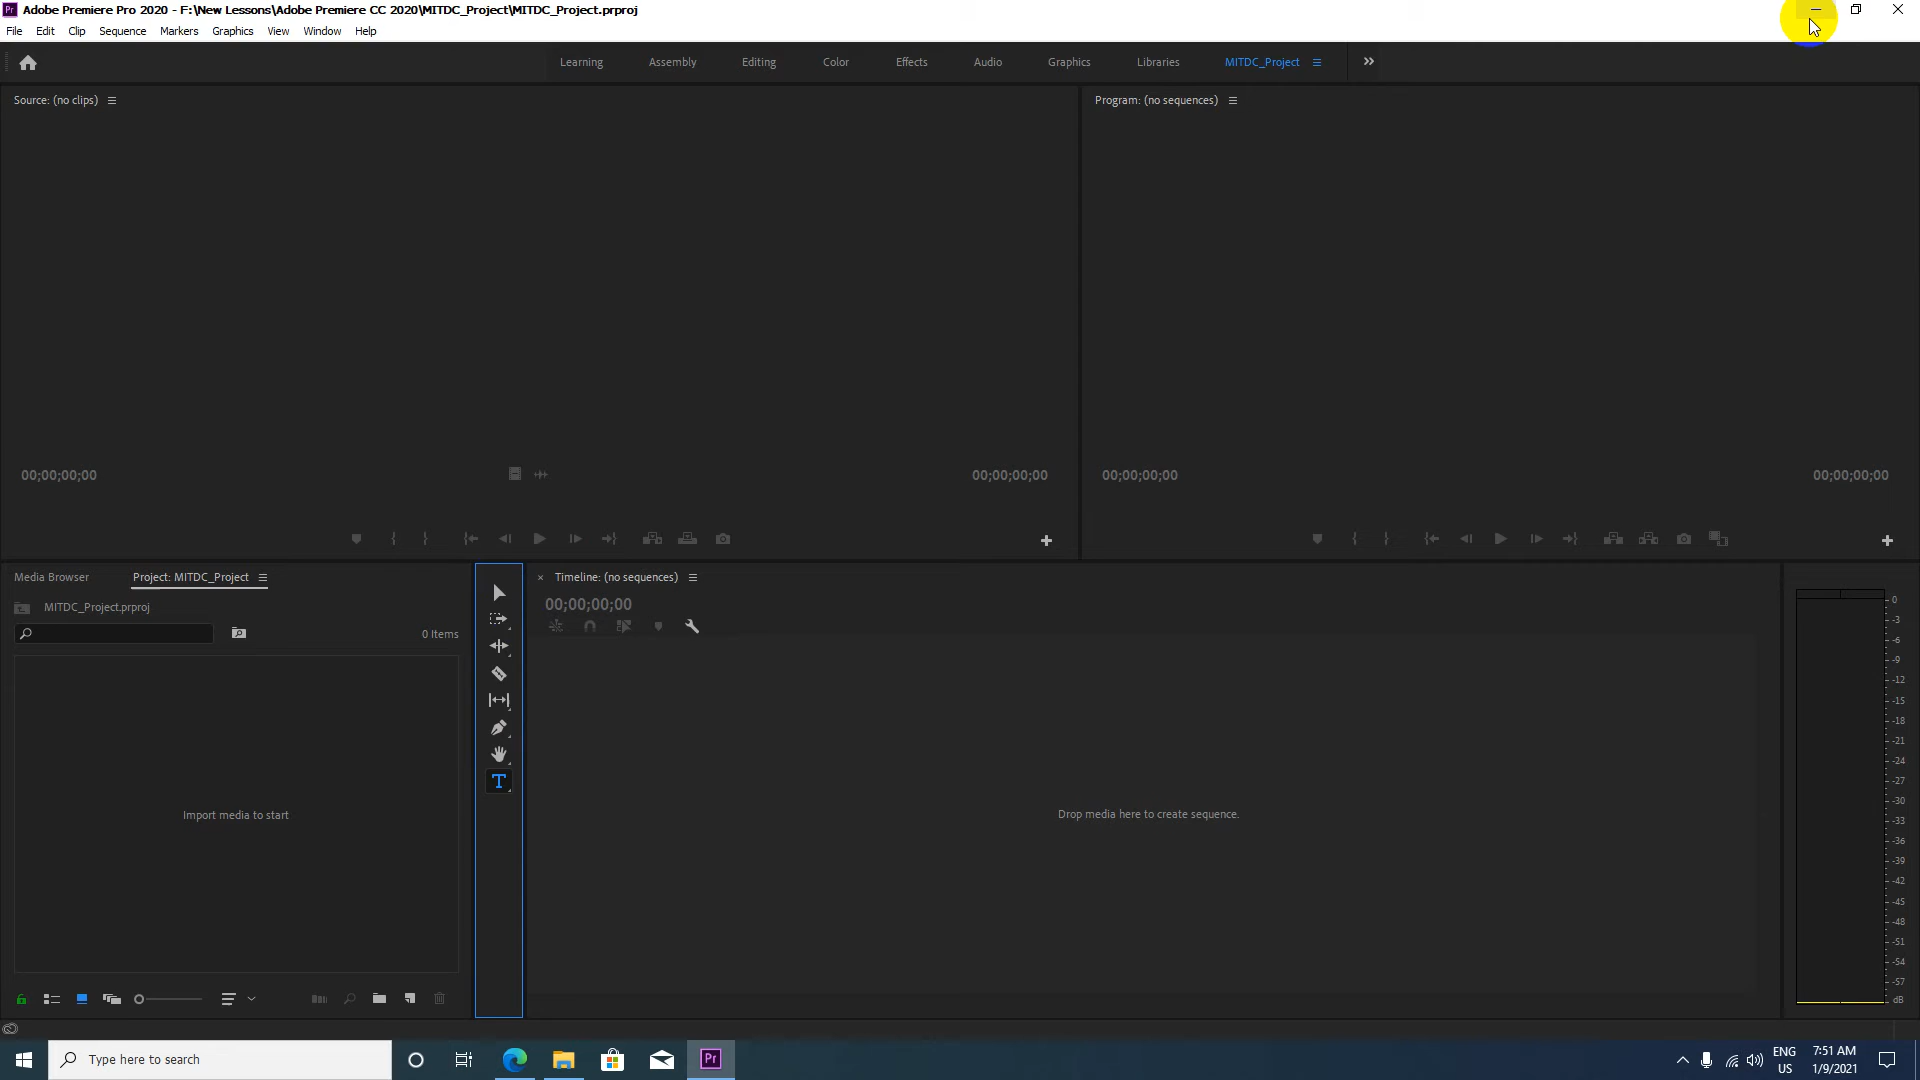 Pr Adobe Premiere Pro 2020 - F:\New Lessons\Adobe Premiere CC 2020\MITDC_Project\MITDC_Project.prproj
File Edit Clip Sequence Markers Graphics View Window Help
Learning Assembly Editing Color Effects Audio Graphics Libraries MITDC_Project
Source: (no clips)
Program: (no sequences)
00;00;00;00 00;00;00;00
00;00;00;00 00;00;00;00
Media Browser Project: MITDC_Project
MITDC_Project.prproj
0 Items
Import media to start
T
Timeline: (no sequences)
00;00;00;00
Drop media here to create sequence.
0
-3
-6
-9
-12
-15
-18
-21
-24
-27
-30
-33
-36
-39
-42
-45
-48
-51
-54
-57
dB
Type here to search
Pr
ENG
US
7:51 AM
1/9/2021